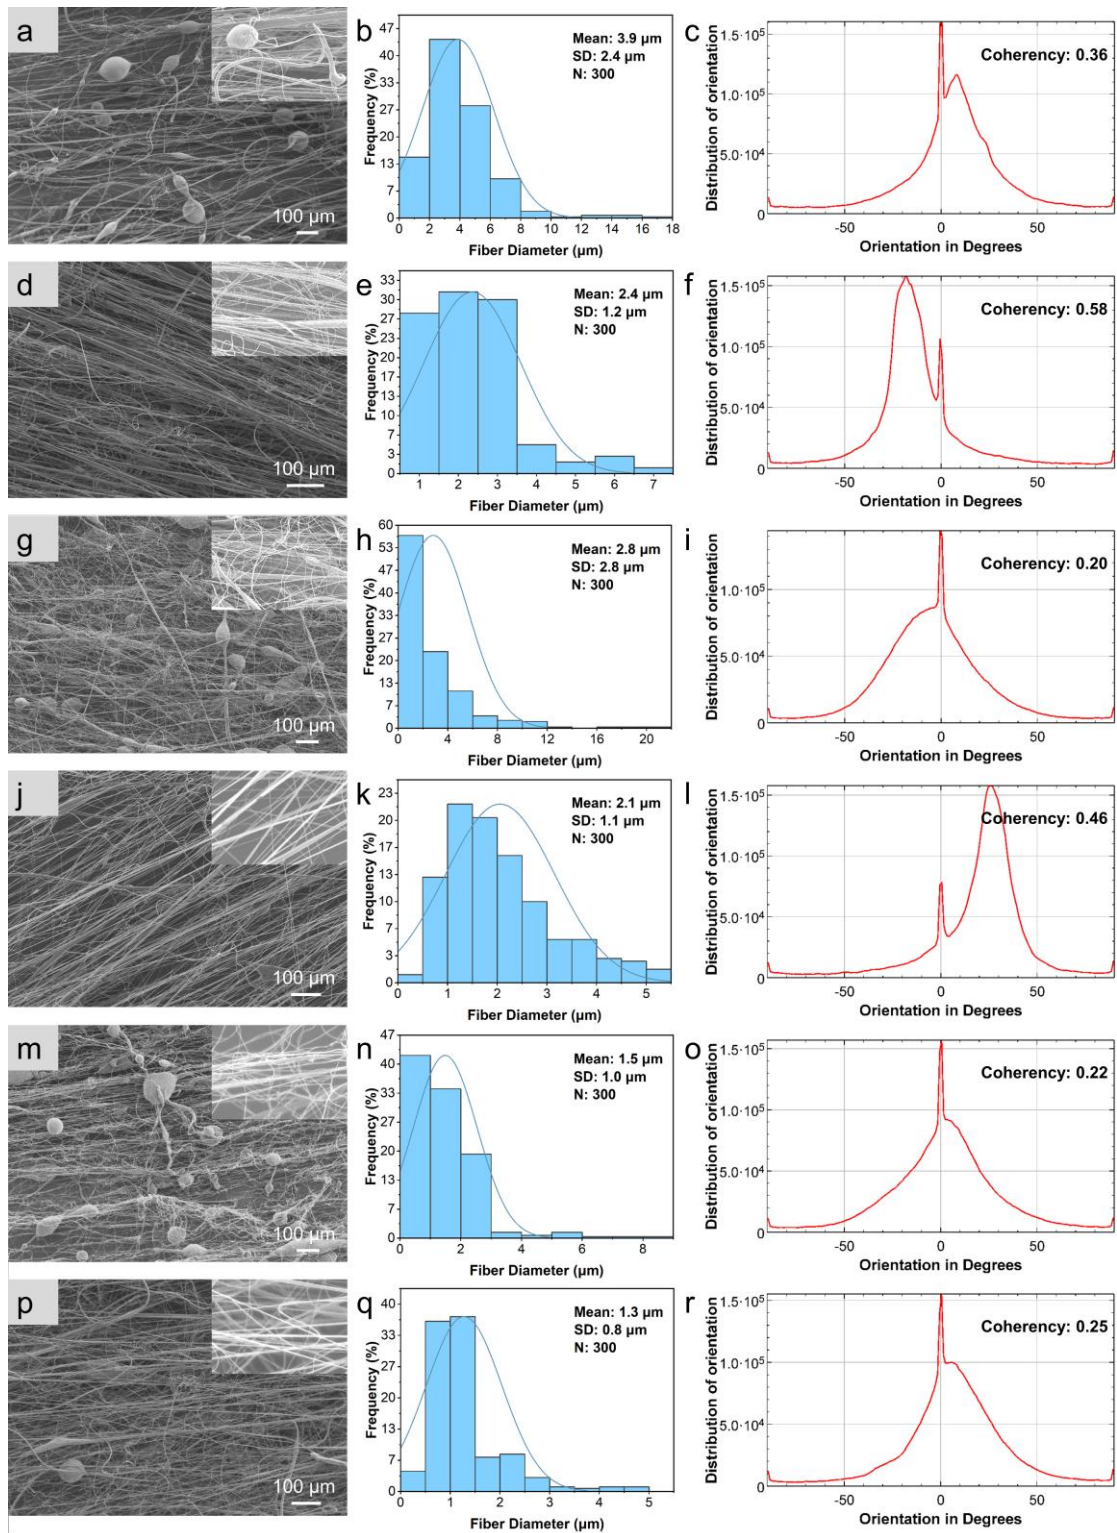 a
100 µm
b
Frequency (%)
47
44
40
33
27
20
13
7
0
Mean: 3.9 µm
SD: 2.4 µm
N: 300
0 2 4 6 8 10 12 14 16 18
Fiber Diameter (µm)
c
Distribution of orientation
1.5·10⁵
1.0·10⁵
5.0·10⁴
0
Coherency: 0.36
-50 0 50
Orientation in Degrees
d
100 µm
e
Frequency (%)
33
30
27
23
20
17
13
10
7
3
0
Mean: 2.4 µm
SD: 1.2 µm
N: 300
1 2 3 4 5 6 7
Fiber Diameter (µm)
f
Distribution of orientation
1.5·10⁵
1.0·10⁵
5.0·10⁴
0
Coherency: 0.58
-50 0 50
Orientation in Degrees
g
100 µm
h
Frequency (%)
60
53
47
40
33
27
20
13
7
0
Mean: 2.8 µm
SD: 2.8 µm
N: 300
0 4 8 12 16 20
Fiber Diameter (µm)
i
Distribution of orientation
1.0·10⁵
5.0·10⁴
0
Coherency: 0.20
-50 0 50
Orientation in Degrees
j
100 µm
k
Frequency (%)
23
20
17
13
10
7
3
0
Mean: 2.1 µm
SD: 1.1 µm
N: 300
0 1 2 3 4 5
Fiber Diameter (µm)
l
Distribution of orientation
1.5·10⁵
1.0·10⁵
5.0·10⁴
0
Coherency: 0.46
-50 0 50
Orientation in Degrees
m
100 µm
n
Frequency (%)
47
40
33
27
20
13
7
0
Mean: 1.5 µm
SD: 1.0 µm
N: 300
0 2 4 6 8
Fiber Diameter (µm)
o
Distribution of orientation
1.5·10⁵
1.0·10⁵
5.0·10⁴
0
Coherency: 0.22
-50 0 50
Orientation in Degrees
p
100 µm
q
Frequency (%)
40
33
27
20
13
7
0
Mean: 1.3 µm
SD: 0.8 µm
N: 300
0 1 2 3 4 5
Fiber Diameter (µm)
r
Distribution of orientation
1.5·10⁵
1.0·10⁵
5.0·10⁴
0
Coherency: 0.25
-50 0 50
Orientation in Degrees